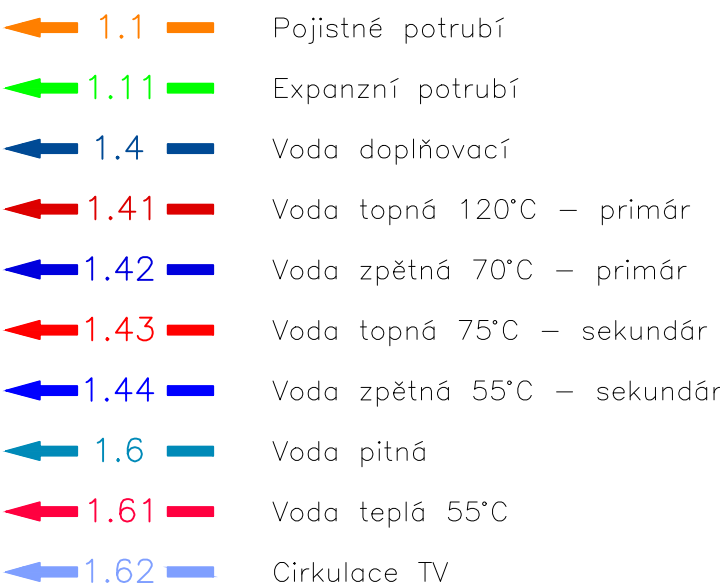 1.1 Pojistné potrubí
1.11 Expanzní potrubí
1.4 Voda doplňovací
1.41 Voda topná 120°C – primár
1.42 Voda zpětná 70°C – primár
1.43 Voda topná 75°C – sekundár
1.44 Voda zpětná 55°C – sekundár
1.6 Voda pitná
1.61 Voda teplá 55°C
1.62 Cirkulace TV